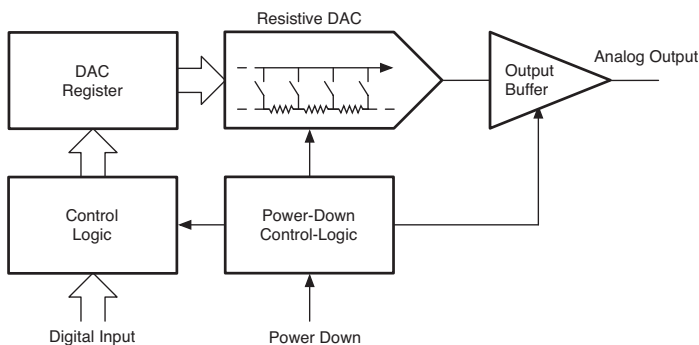 Resistive DAC
DAC
Register
Output
Buffer
Analog Output
Control
Logic
Power-Down
Control-Logic
Digital Input
Power Down